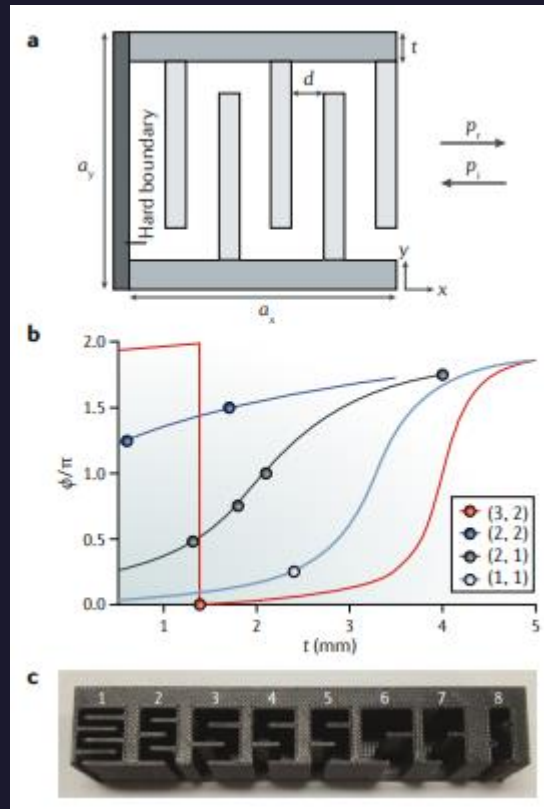 a
t
d
Hard boundary
a_y
p_r
p_i
y
x
a_x
b
2.0
1.5
1.0
0.5
0.0
ϕ/π
(3, 2)
(2, 2)
(2, 1)
(1, 1)
1 2 3 4 5
t (mm)
c
1 2 3 4 5 6 7 8